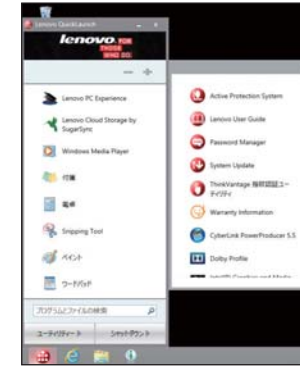 Lenovo QuickLaunch
lenovo FOR
THOSE
WHO DO.
Lenovo PC Experience
Lenovo Cloud Storage by
SugarSync
Windows Media Player
付箋
電卓
Snipping Tool
ペイント
ワードパッド
プログラムとファイルの検索
ユーティリティー
シャットダウン
Active Protection System
Lenovo User Guide
Password Manager
System Update
ThinkVantage 指紋認証ユー
ティリティ
Warranty Information
CyberLink PowerProducer 5.5
Dolby Profile